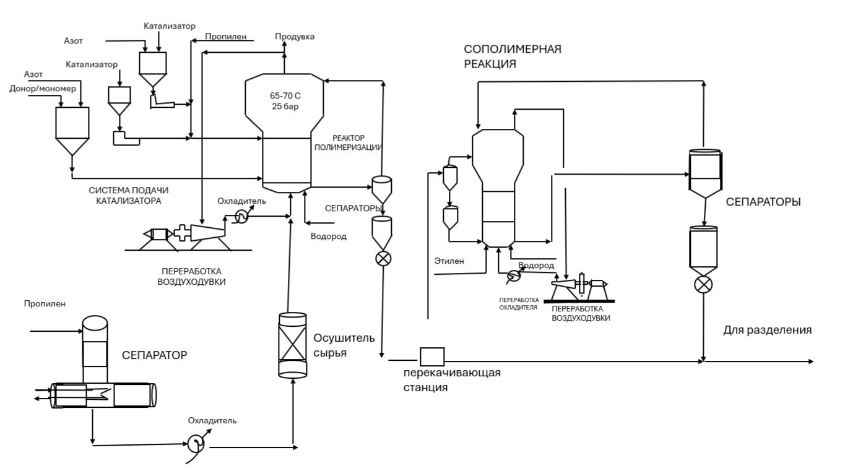 Катализатор
Азот
Пропилен
Продувка
Катализатор
Азот
Донор/мономер
65-70 С
25 бар
РЕАКТОР
ПОЛИМЕРИЗАЦИИ
СИСТЕМА ПОДАЧИ
КАТАЛИЗАТОРА
Охладитель
СЕПАРАТОРЫ
Водород
ПЕРЕРАБОТКА
ВОЗДУХОДУВКИ
СОПОЛИМЕРНАЯ
РЕАКЦИЯ
СЕПАРАТОРЫ
Этилен
Водород
ПЕРЕРАБОТКА
ОХЛАДИТЕЛЯ
ПЕРЕРАБОТКА
ВОЗДУХОДУВКИ
Пропилен
СЕПАРАТОР
Осушитель
сырья
Для разделения
перекачивающая
станция
Охладитель